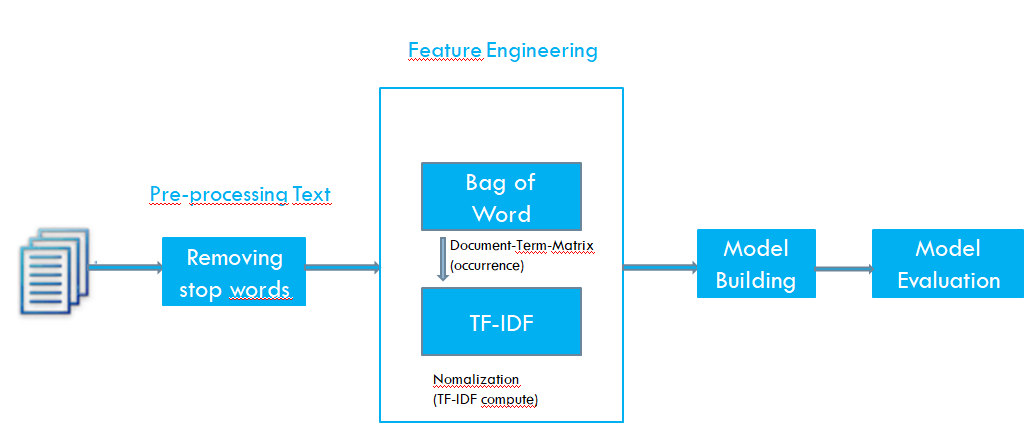 Feature Engineering
Pre-processing Text
Removing
stop words
Bag of
Word
Document-Term-Matrix
(occurrence)
TF-IDF
Nomalization
(TF-IDF compute)
Model
Building
Model
Evaluation